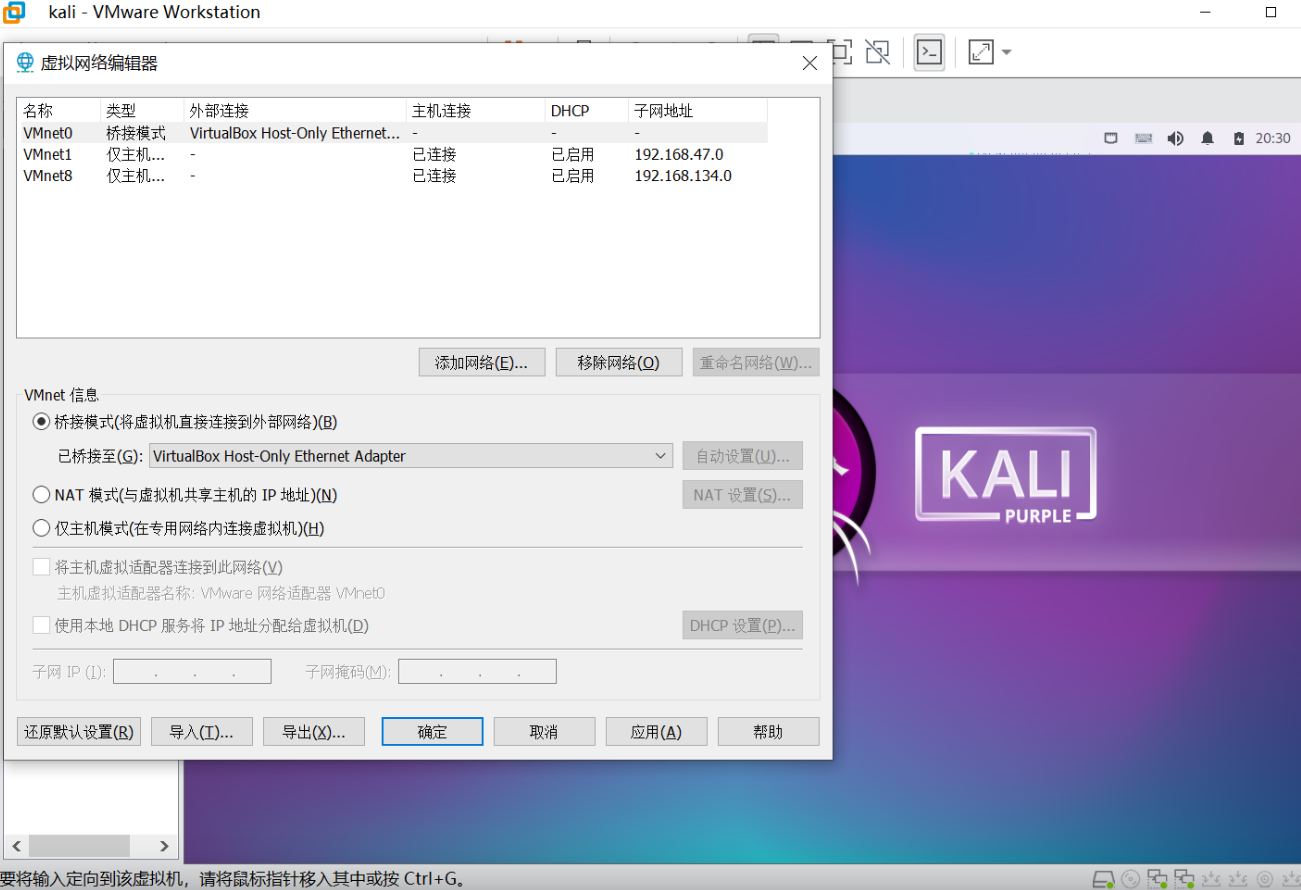 kali - VMware Workstation
虚拟网络编辑器
名称 类型 外部连接 主机连接 DHCP 子网地址
VMnet0 桥接模式 VirtualBox Host-Only Ethernet... - - -
VMnet1 仅主机... - 已连接 已启用 192.168.47.0
VMnet8 仅主机... - 已连接 已启用 192.168.134.0
20:30
添加网络(E)... 移除网络(O) 重命名网络(W)...
VMnet 信息
桥接模式(将虚拟机直接连接到外部网络)(B)
已桥接至(G): VirtualBox Host-Only Ethernet Adapter 自动设置(U)...
NAT 模式(与虚拟机共享主机的 IP 地址)(N) NAT 设置(S)...
仅主机模式(在专用网络内连接虚拟机)(H)
KALI
PURPLE
将主机虚拟适配器连接到此网络(V)
主机虚拟适配器名称: VMware 网络适配器 VMnet0
使用本地 DHCP 服务将 IP 地址分配给虚拟机(D) DHCP 设置(P)...
子网 IP (I): . . . 子网掩码(M): . . .
还原默认设置(R) 导入(T)... 导出(X)... 确定 取消 应用(A) 帮助
要将输入定向到该虚拟机，请将鼠标指针移入其中或按 Ctrl+G。